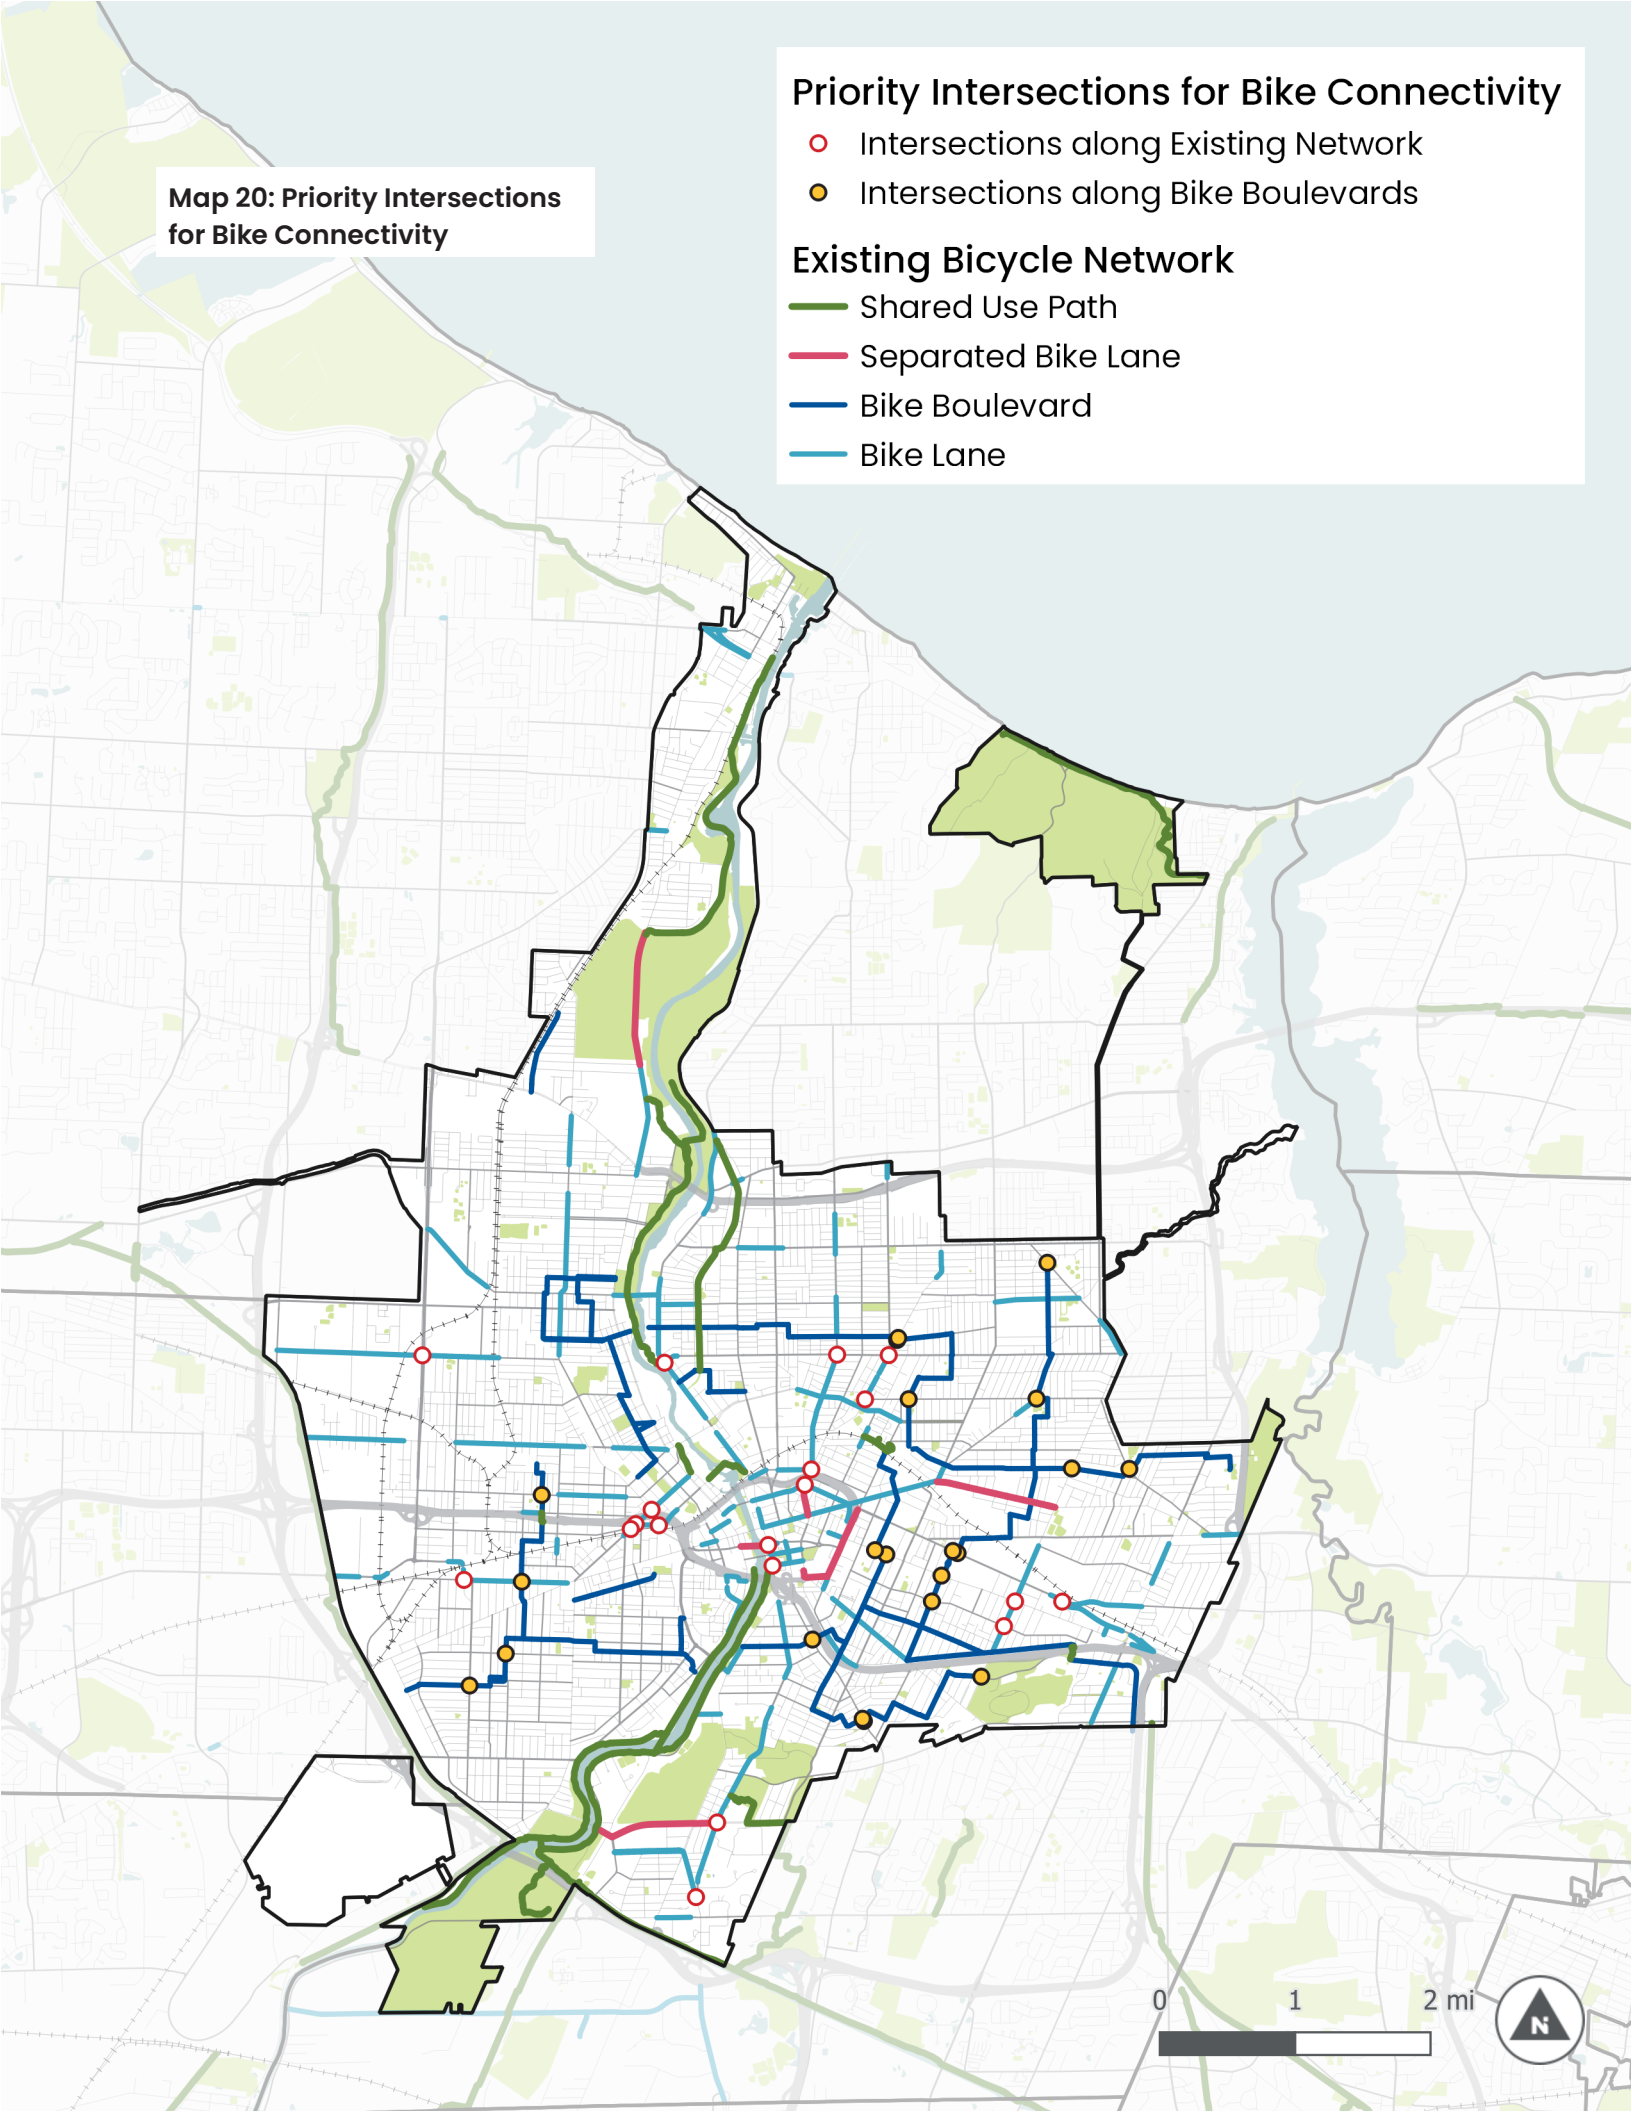 Priority Intersections for Bike Connectivity
Intersections along Existing Network
Intersections along Bike Boulevards
Map 20: Priority Intersections
for Bike Connectivity
Existing Bicycle Network
Shared Use Path
Separated Bike Lane
Bike Boulevard
Bike Lane
0 1 2 mi
N